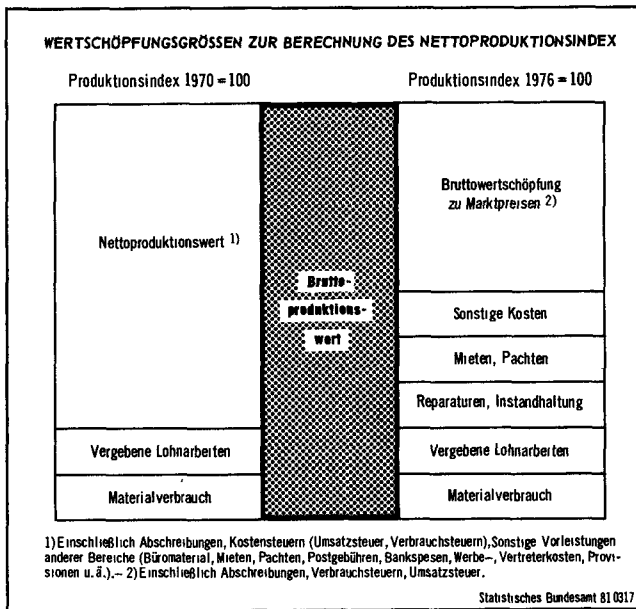 WERTSCHÖPFUNGSGRÖSSEN ZUR BERECHNUNG DES NETTOPRODUKTIONSINDEX
Produktionsindex 1970 = 100
Produktionsindex 1976 = 100
Nettoproduktionswert 1)
Vergebene Lohnarbeiten
Materialverbrauch
Brutto-
produktions-
wert
Bruttowertschöpfung
zu Marktpreisen 2)
Sonstige Kosten
Mieten, Pachten
Reparaturen, Instandhaltung
Vergebene Lohnarbeiten
Materialverbrauch
1) Einschließlich Abschreibungen, Kostensteuern (Umsatzsteuer, Verbrauchsteuern), Sonstige Vorleistungen
anderer Bereiche (Büromaterial, Mieten, Pachten, Postgebühren, Bankspesen, Werbe-, Vertreterkosten, Provi-
sionen u. ä.).– 2) Einschließlich Abschreibungen, Verbrauchsteuern, Umsatzsteuer.
Statistisches Bundesamt 81 0317